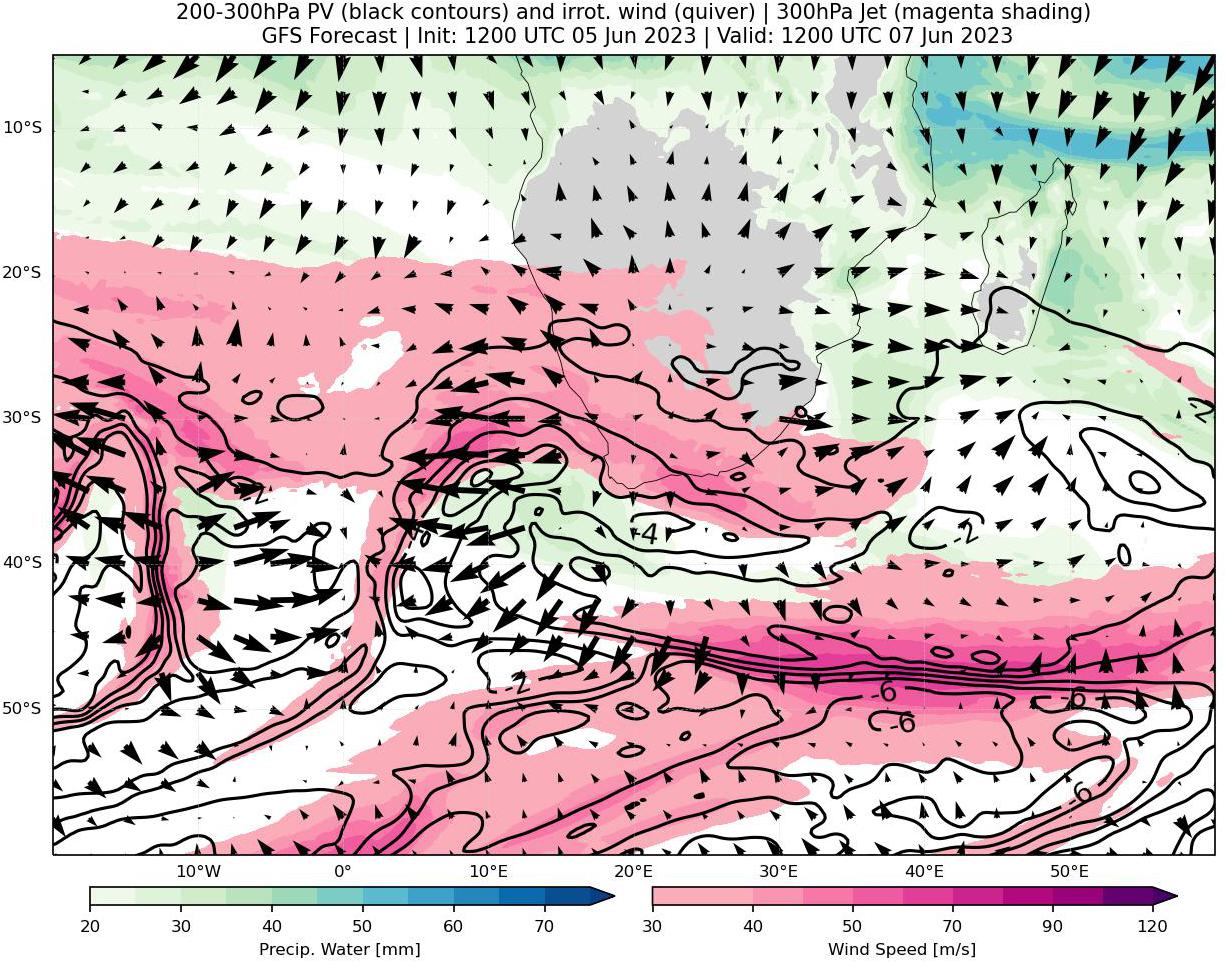 200-300hPa PV (black contours) and irrot. wind (quiver) | 300hPa Jet (magenta shading)
GFS Forecast | Init: 1200 UTC 05 Jun 2023 | Valid: 1200 UTC 07 Jun 2023
10°S
20°S
30°S
-2
-4
-2
40°S
-2
-6
-6
50°S
-6
-6
10°W 0° 10°E 20°E 30°E 40°E 50°E
20 30 40 50 60 70 30 40 50 70 90 120
Precip. Water [mm] Wind Speed [m/s]